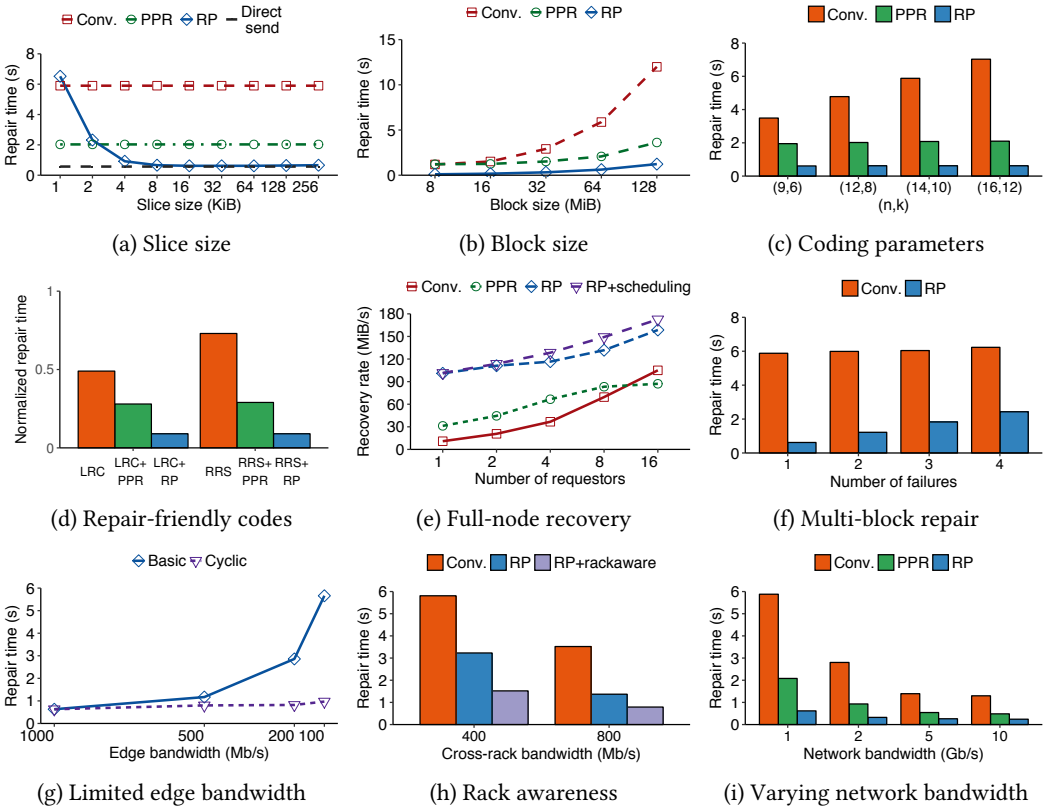 Conv. PPR RP Direct send
Repair time (s)
8
6
4
2
0
1 2 4 8 16 32 64 128 256
Slice size (KiB)
(a) Slice size
Conv. PPR RP
Repair time (s)
15
10
5
0
8 16 32 64 128
Block size (MiB)
(b) Block size
Conv. PPR RP
Repair time (s)
8
6
4
2
0
(9,6) (12,8) (14,10) (16,12)
(n,k)
(c) Coding parameters
Normalized repair time
1
0.5
0
LRC LRC+ PPR LRC+ RP RRS RRS+ PPR RRS+ RP
(d) Repair-friendly codes
Conv. PPR RP RP+scheduling
Recovery rate (MiB/s)
180
150
120
90
60
30
0
1 2 4 8 16
Number of requestors
(e) Full-node recovery
Conv. RP
Repair time (s)
8
6
4
2
0
1 2 3 4
Number of failures
(f) Multi-block repair
Basic Cyclic
Repair time (s)
6
5
4
3
2
1
0
1000 500 200 100
Edge bandwidth (Mb/s)
(g) Limited edge bandwidth
Conv. RP RP+rackaware
Repair time (s)
6
5
4
3
2
1
0
400 800
Cross-rack bandwidth (Mb/s)
(h) Rack awareness
Conv. PPR RP
Repair time (s)
6
5
4
3
2
1
0
1 2 5 10
Network bandwidth (Gb/s)
(i) Varying network bandwidth